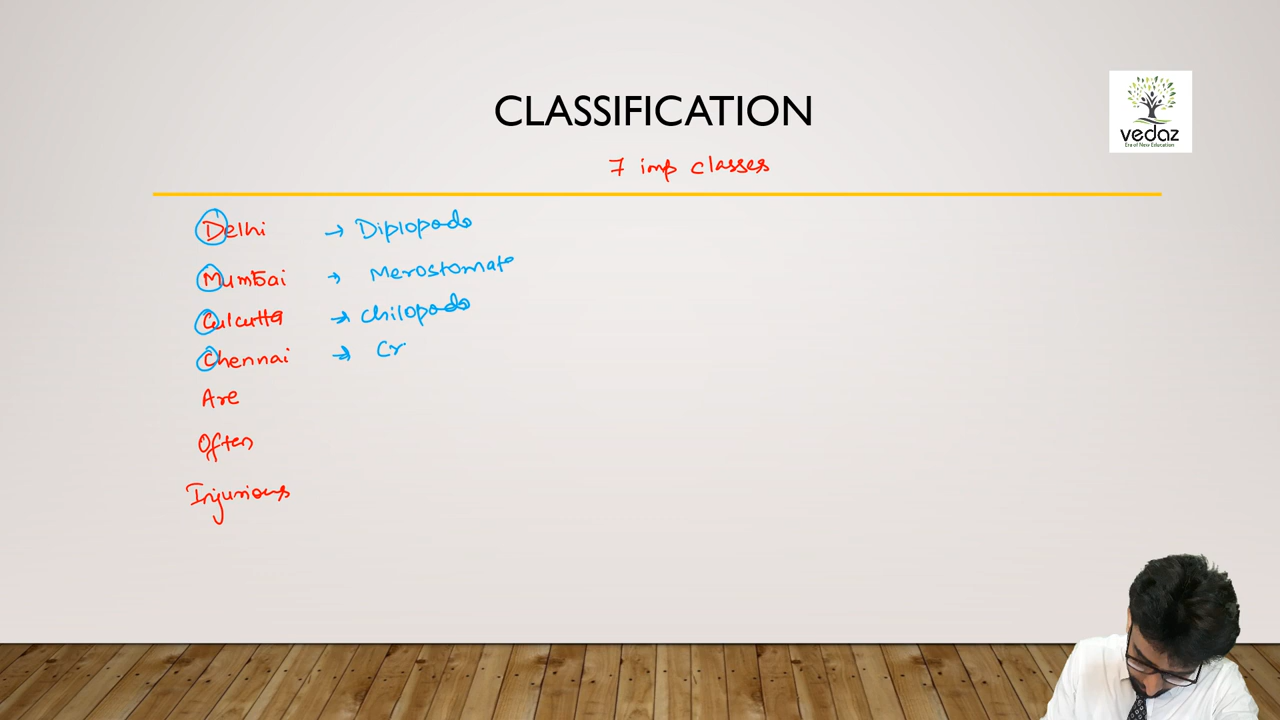 CLASSIFICATION
vedaz
Era of New Education
7 imp classes
Delhi → Diplopoda
Mumbai → Merostomata
Calcutta → Chilopoda
Chennai → Cr
Are
Often
Injurious